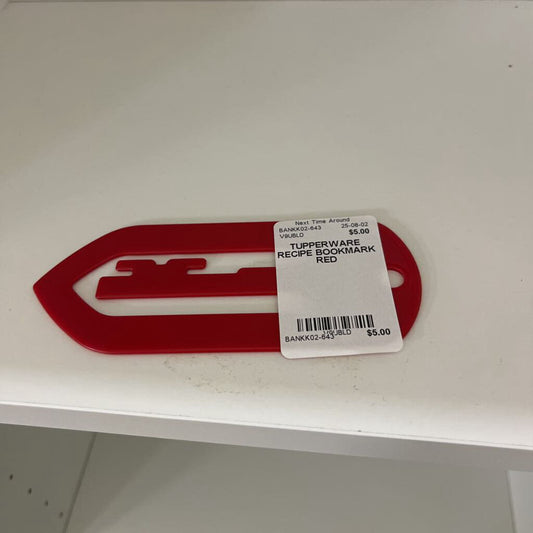 Next Time Around
BANKK02-643 25-08-02
V9UBLD $5.00
TUPPERWARE
RECIPE BOOKMARK
RED
V9UBLD
BANKK02-643 $5.00